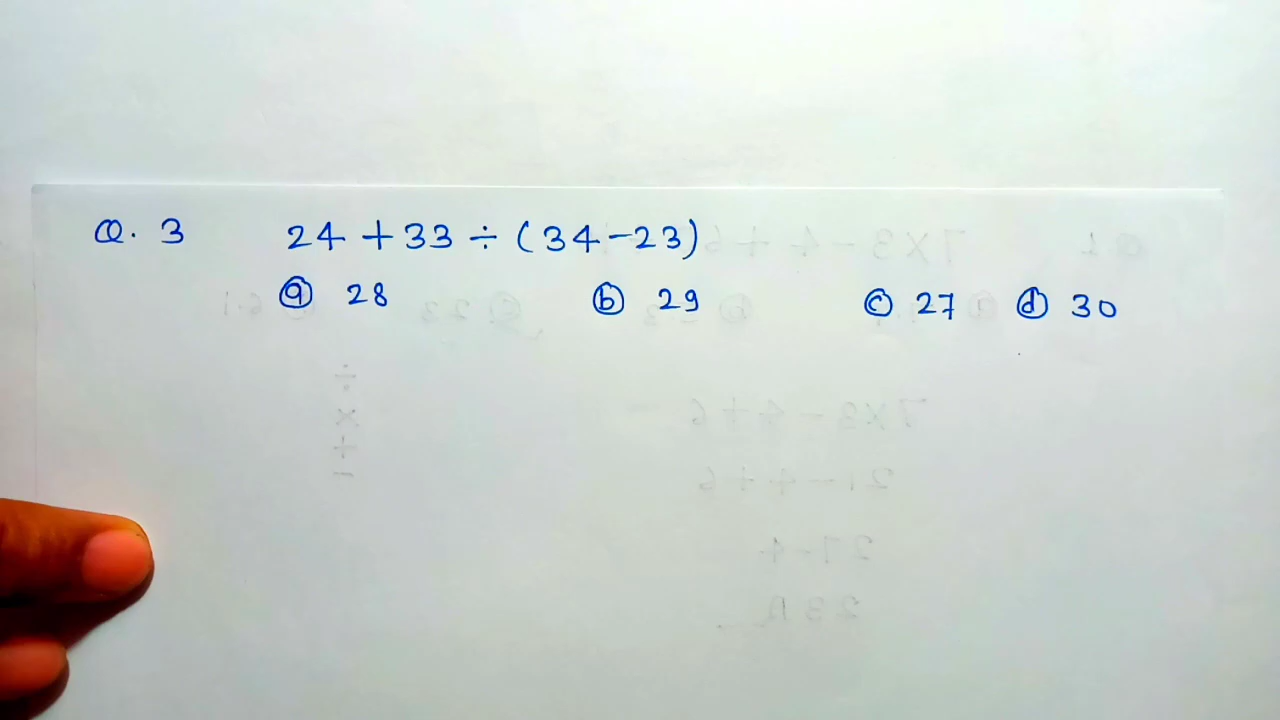 Q. 3 24 + 33 ÷ (34-23)
ⓐ 28 ⓑ 29 ⓒ 27 ⓓ 30